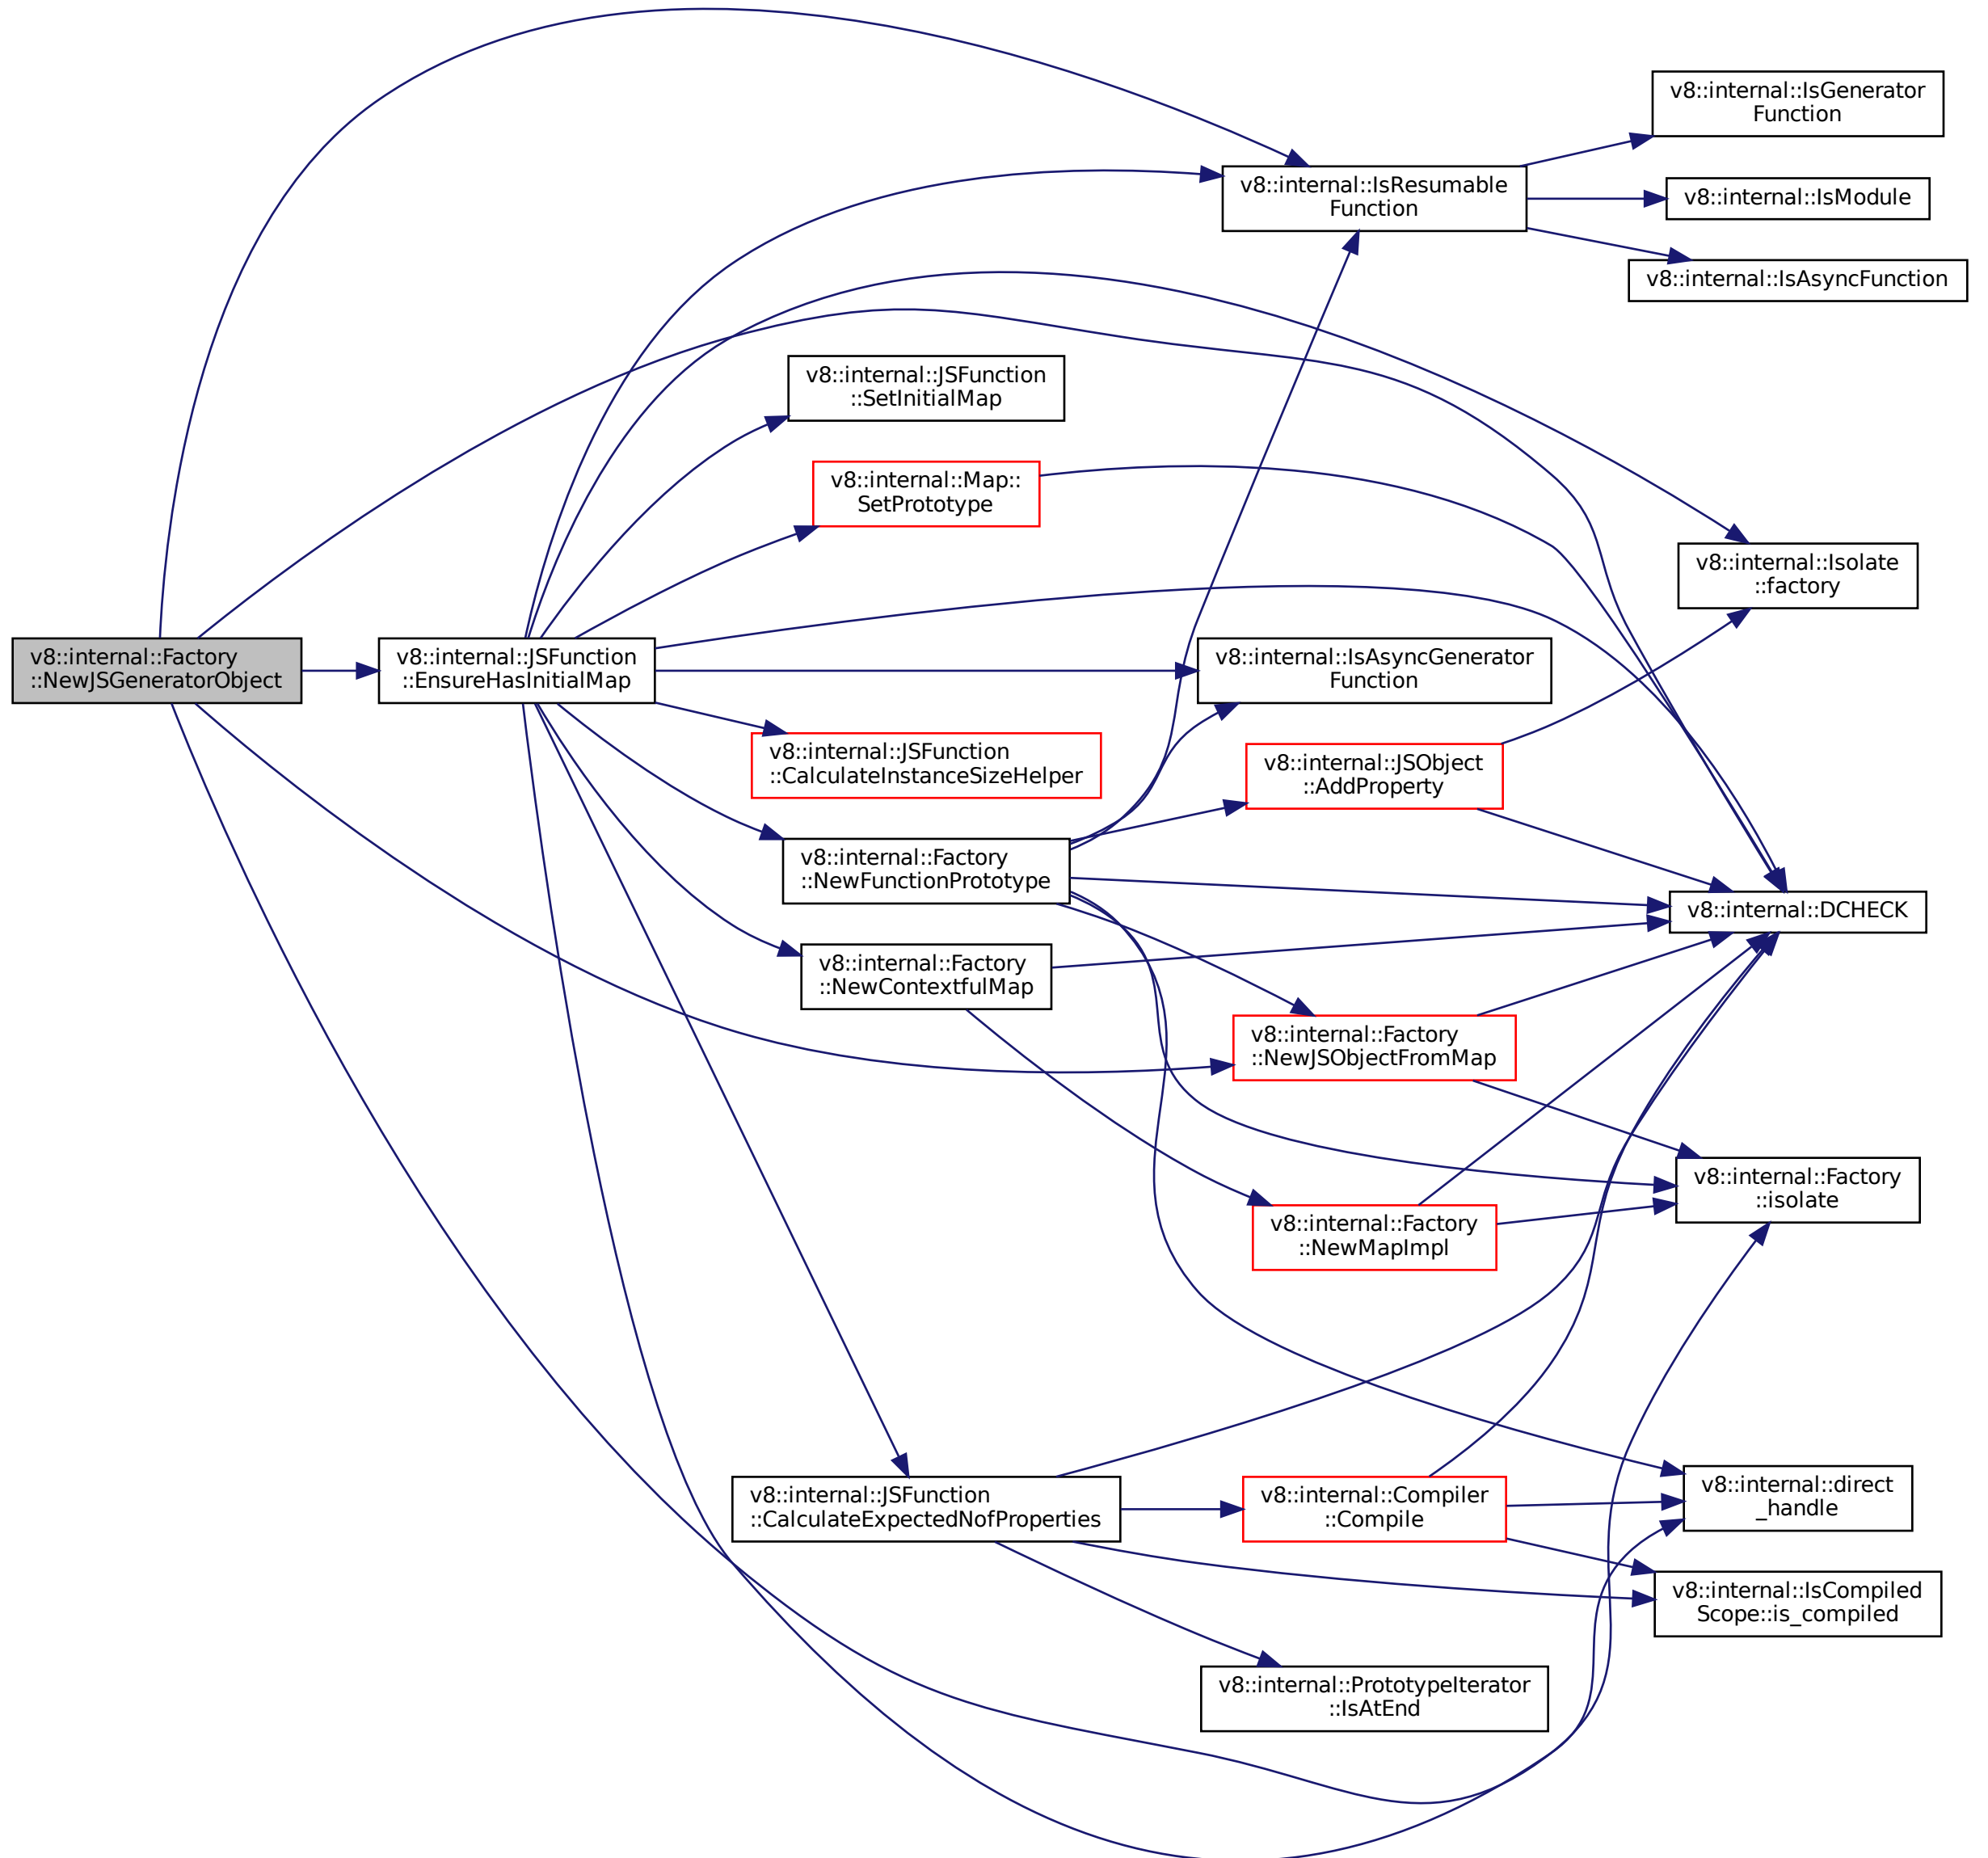 v8::internal::IsGenerator
Function
v8::internal::IsResumable
Function
v8::internal::IsModule
v8::internal::IsAsyncFunction
v8::internal::JSFunction
::SetInitialMap
v8::internal::Map::
SetPrototype
v8::internal::Isolate
::factory
v8::internal::Factory
::NewJSGeneratorObject
v8::internal::JSFunction
::EnsureHasInitialMap
v8::internal::IsAsyncGenerator
Function
v8::internal::JSFunction
::CalculateInstanceSizeHelper
v8::internal::JSObject
::AddProperty
v8::internal::Factory
::NewFunctionPrototype
v8::internal::DCHECK
v8::internal::Factory
::NewContextfulMap
v8::internal::Factory
::NewJSObjectFromMap
v8::internal::Factory
::isolate
v8::internal::Factory
::NewMapImpl
v8::internal::JSFunction
::CalculateExpectedNofProperties
v8::internal::Compiler
::Compile
v8::internal::direct
_handle
v8::internal::IsCompiled
Scope::is_compiled
v8::internal::PrototypeIterator
::IsAtEnd